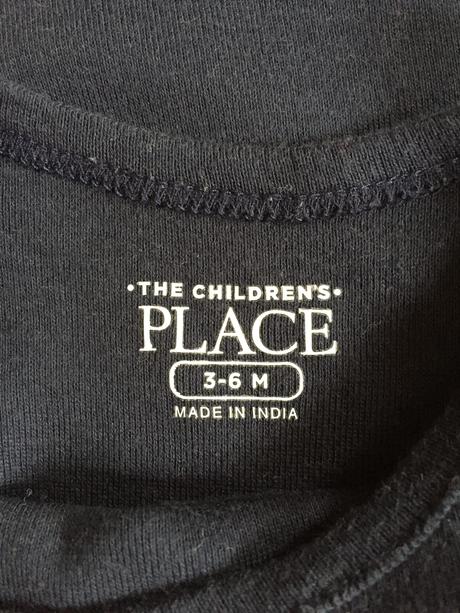 •THE CHILDREN'S•
PLACE
3-6 M
MADE IN INDIA